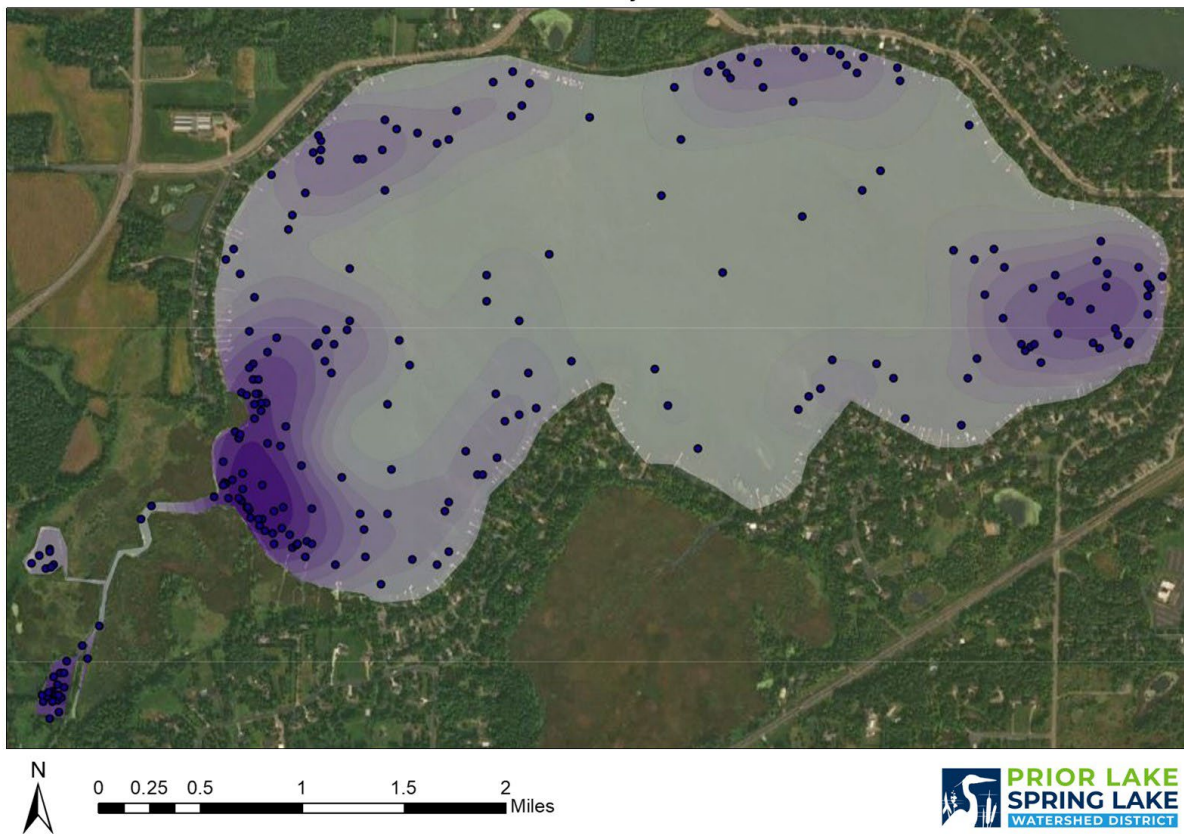 N
0 0.25 0.5 1 1.5 2
Miles
PRIOR LAKE
SPRING LAKE
WATERSHED DISTRICT